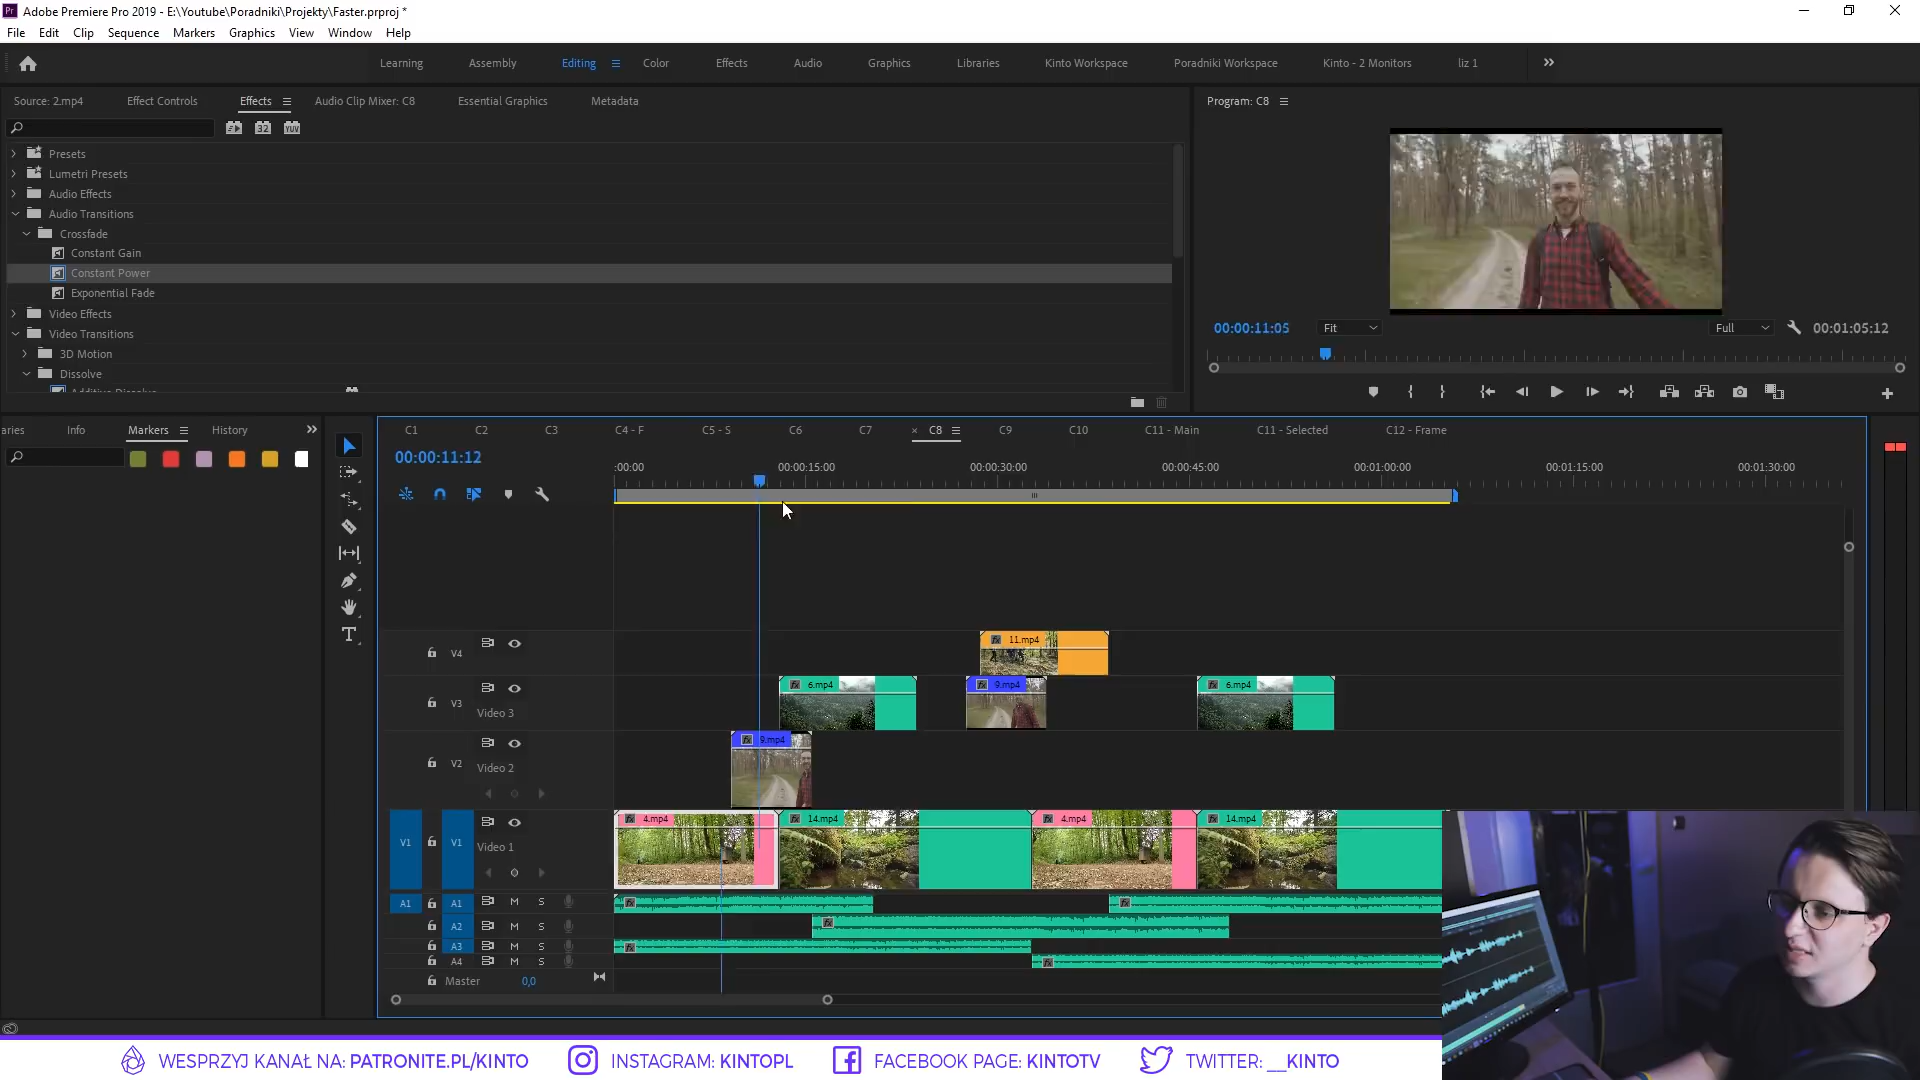 Adobe Premiere Pro 2019 - E:\Youtube\Poradniki\Projekty\Faster.prproj *
File Edit Clip Sequence Markers Graphics View Window Help
Learning Assembly Editing Color Effects Audio Graphics Libraries Kinto Workspace Poradniki Workspace Kinto - 2 Monitors liz 1
Source: 2.mp4 Effect Controls Effects Audio Clip Mixer: C8 Essential Graphics Metadata
Program: C8
32 YUV
Presets
Lumetri Presets
Audio Effects
Audio Transitions
Crossfade
Constant Gain
Constant Power
Exponential Fade
Video Effects
Video Transitions
3D Motion
Dissolve
Additive Dissolve
00:00:11:05 Fit Full 00:01:05:12
aries Info Markers History
C1 C2 C3 C4 - F C5 - S C6 C7 C8 C9 C10 C11 - Main C11 - Selected C12 - Frame
00:00:11:12
:00:00 00:00:15:00 00:00:30:00 00:00:45:00 00:01:00:00 00:01:15:00 00:01:30:00
V4 11.mp4
V3 Video 3 6.mp4 9.mp4 6.mp4
V2 Video 2 9.mp4
V1 V1 Video 1 4.mp4 14.mp4 4.mp4 14.mp4
A1 A1 M S
A2 M S
A3 M S
A4 M S
Master 0,0
WESPRZYJ KANAŁ NA: PATRONITE.PL/KINTO INSTAGRAM: KINTOPL FACEBOOK PAGE: KINTOTV TWITTER: __KINTO